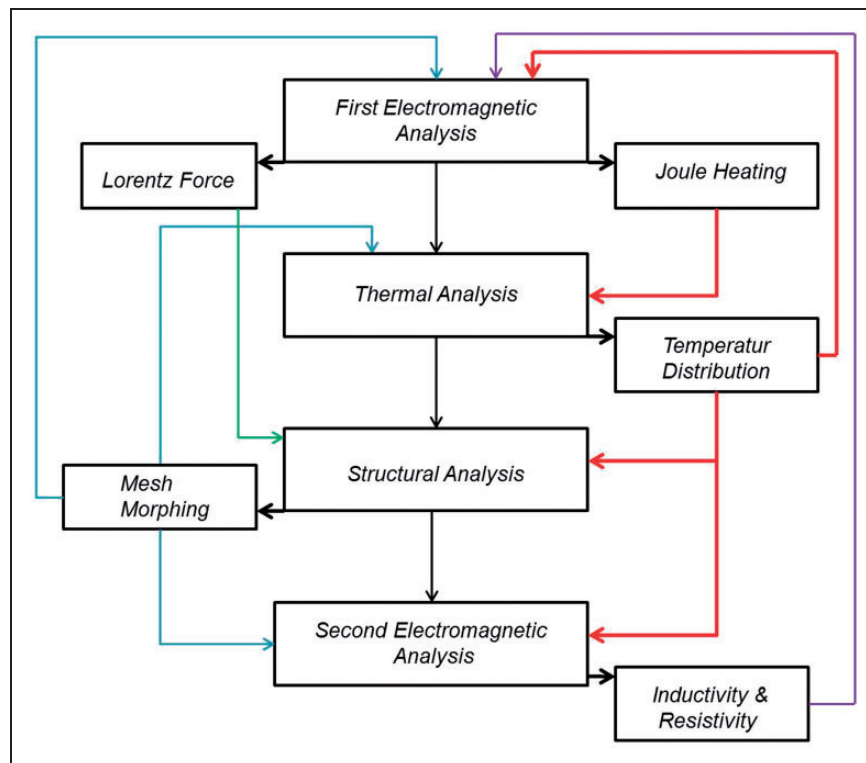 First Electromagnetic
Analysis
Lorentz Force
Joule Heating
Thermal Analysis
Temperatur
Distribution
Structural Analysis
Mesh
Morphing
Second Electromagnetic
Analysis
Inductivity &
Resistivity